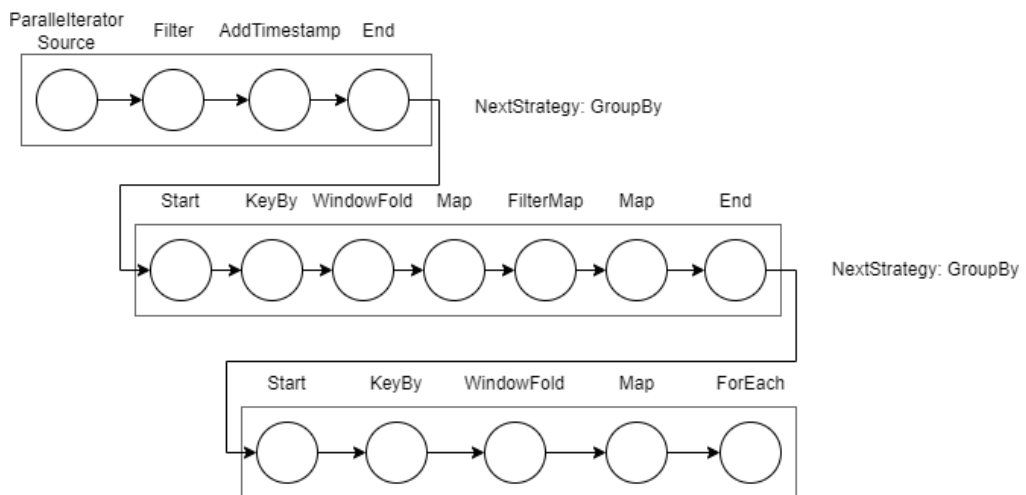 ParalleIterator
Source
Filter
AddTimestamp
End
NextStrategy: GroupBy
Start
KeyBy
WindowFold
Map
FilterMap
Map
End
NextStrategy: GroupBy
Start
KeyBy
WindowFold
Map
ForEach